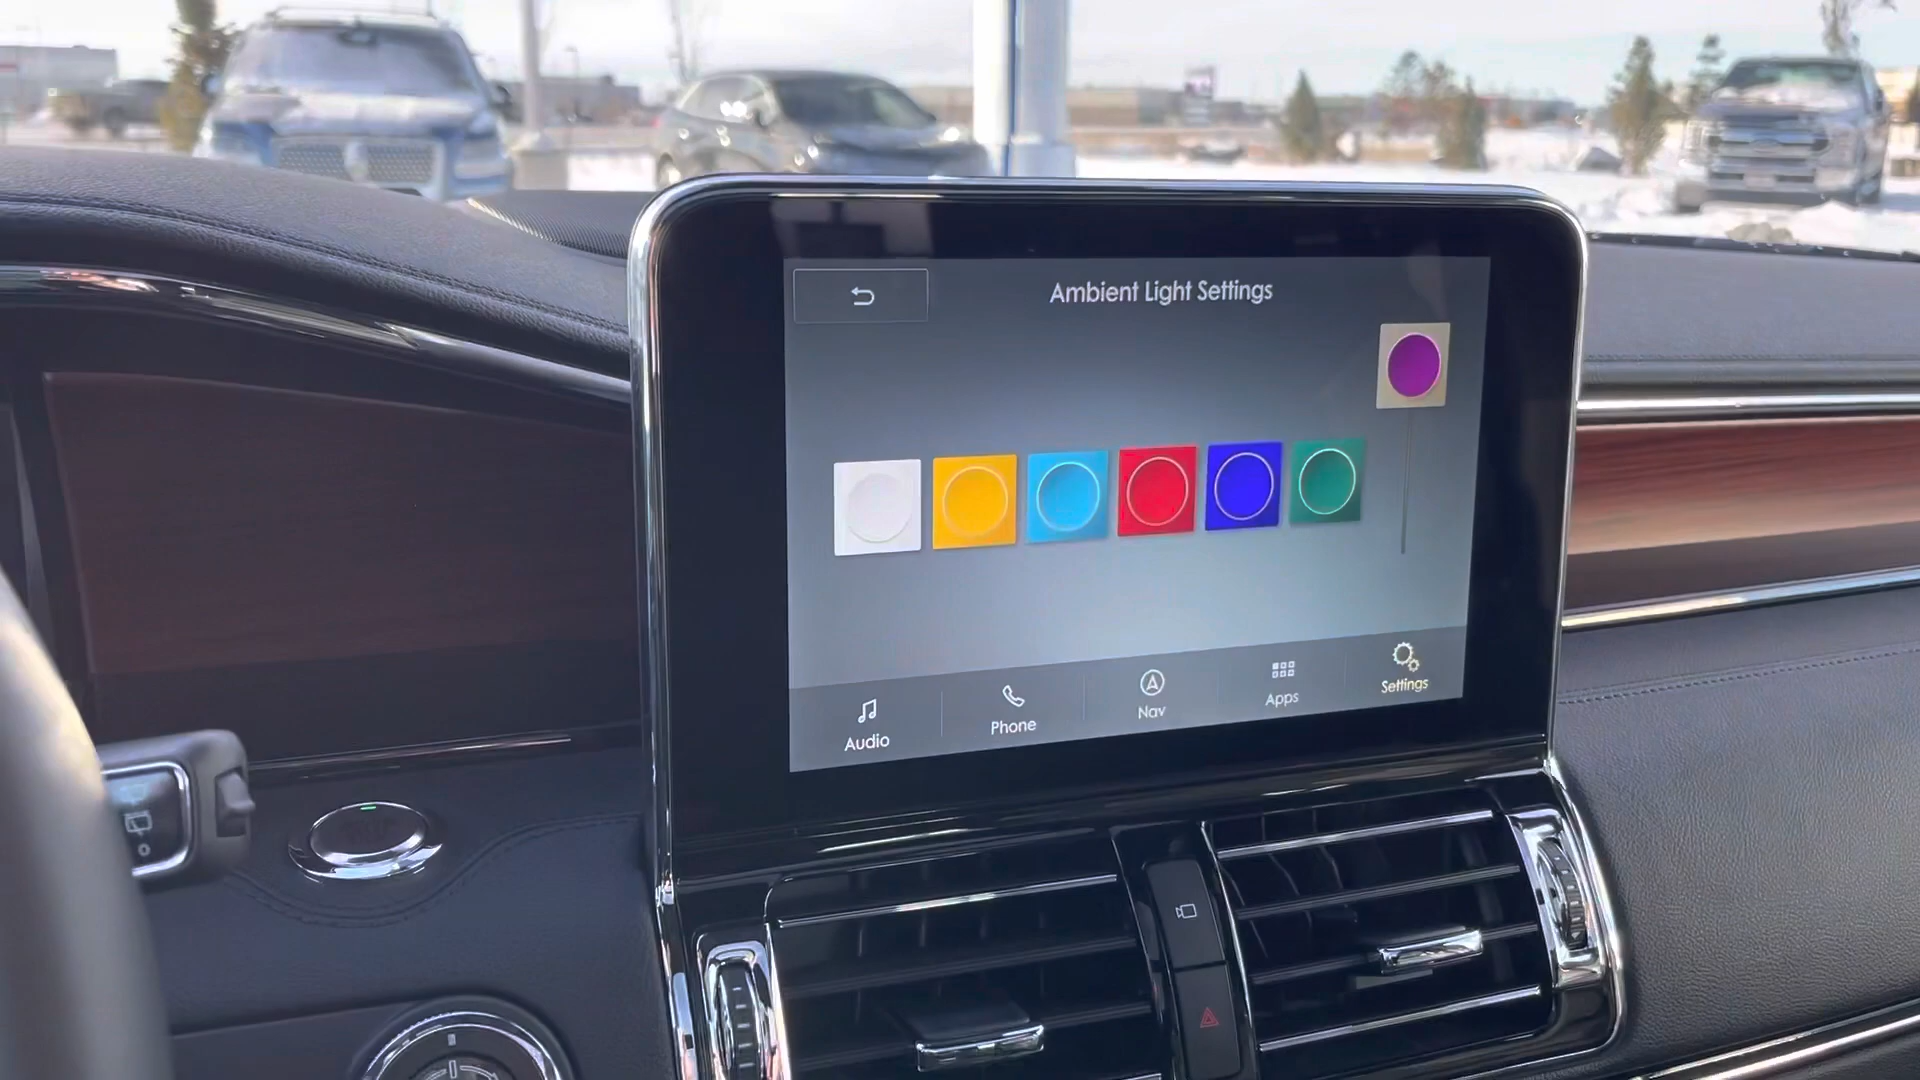 Ambient Light Settings
Audio
Phone
Nav
Apps
Settings